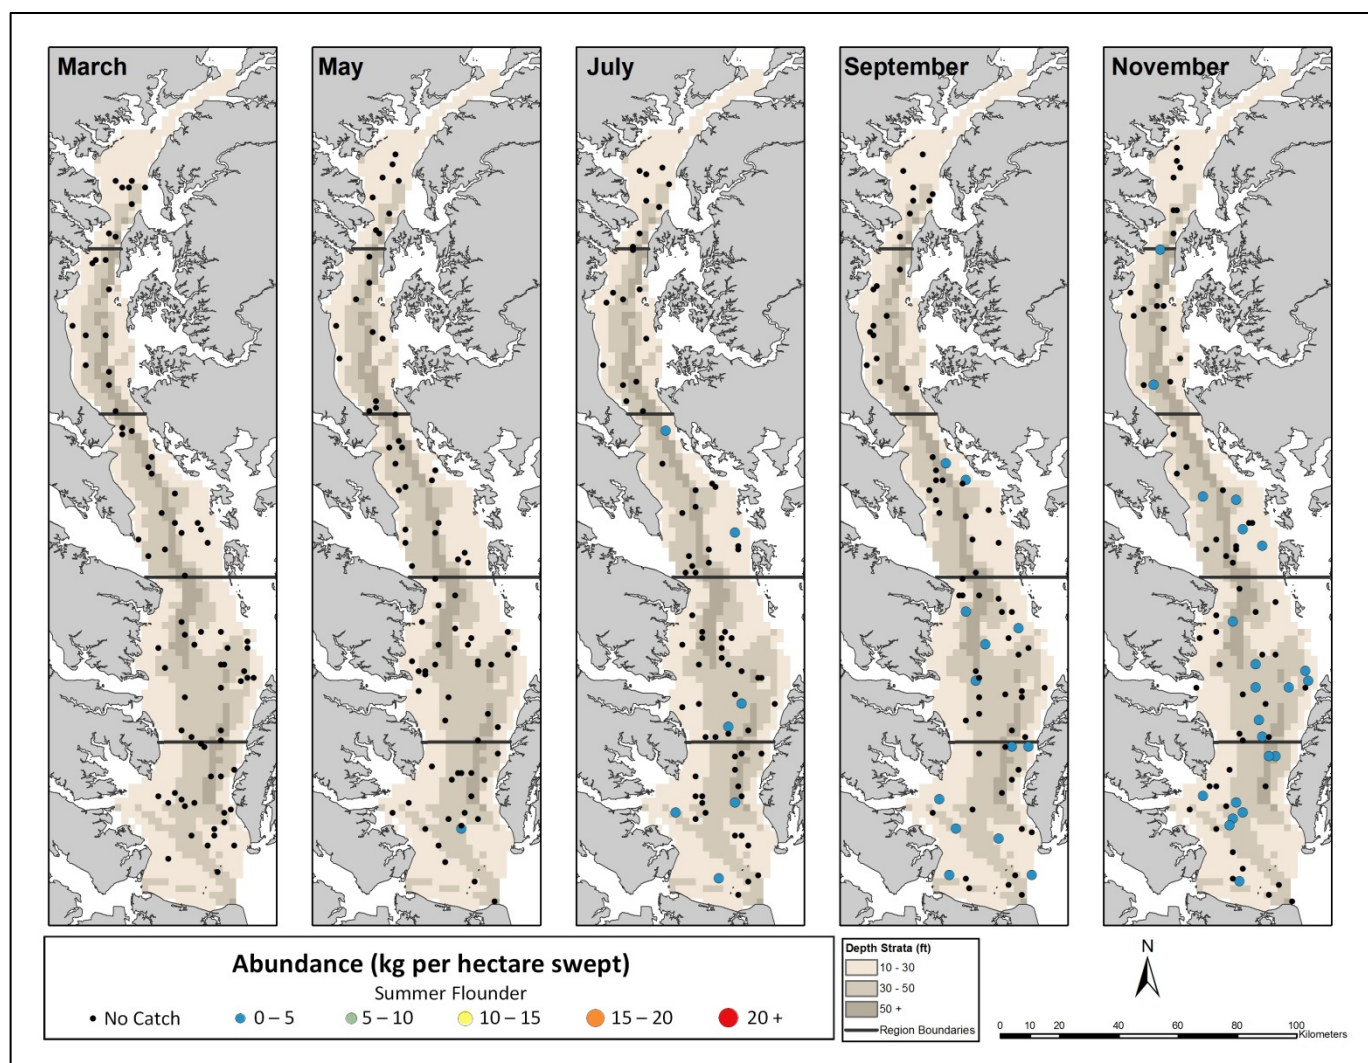 March
May
July
September
November
Abundance (kg per hectare swept)
Summer Flounder
No Catch
0 – 5
5 – 10
10 – 15
15 – 20
20 +
Depth Strata (ft)
10 - 30
30 - 50
50 +
Region Boundaries
N
0 20 40 60 80 100
Kilometers